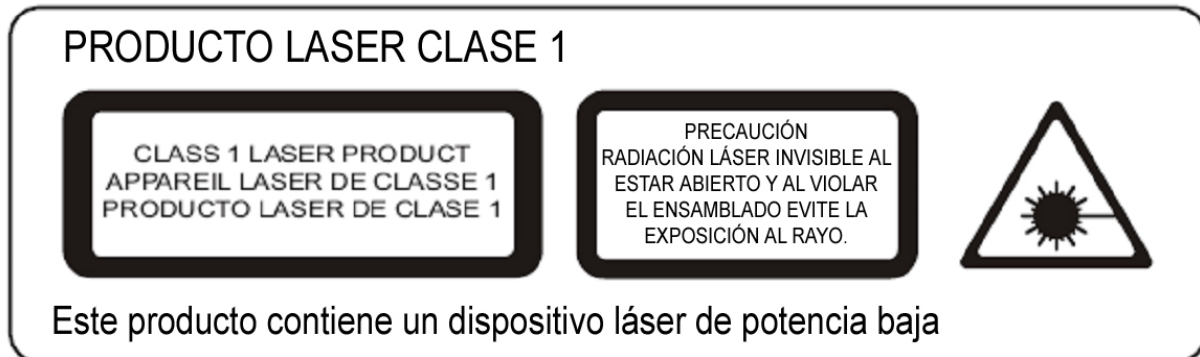 PRODUCTO LASER CLASE 1
CLASS 1 LASER PRODUCT
APPAREIL LASER DE CLASSE 1
PRODUCTO LASER DE CLASE 1
PRECAUCIÓN
RADIACIÓN LÁSER INVISIBLE AL
ESTAR ABIERTO Y AL VIOLAR
EL ENSAMBLADO EVITE LA
EXPOSICIÓN AL RAYO.
Este producto contiene un dispositivo láser de potencia baja